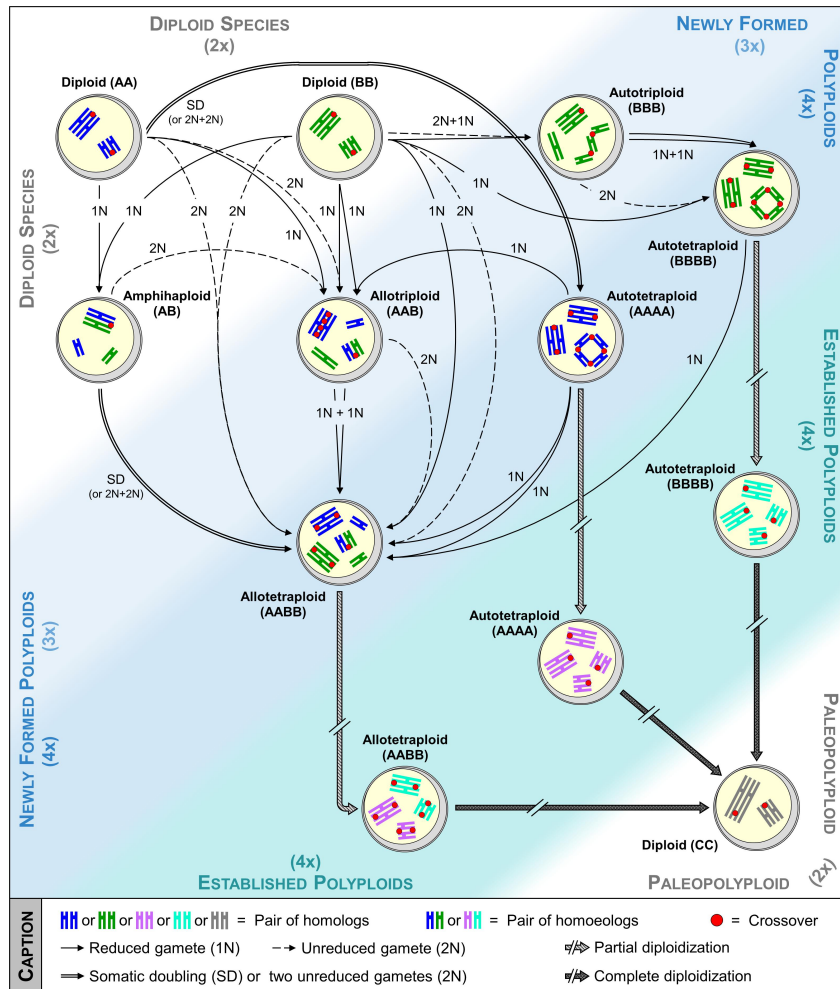 DIPLOID SPECIES
(2x)
NEWLY FORMED
(3x)
POLYPLOIDS
(4x)
Diploid (AA)
Diploid (BB)
Autotriploid
(BBB)
SD
(or 2N+2N)
2N+1N
1N+1N
2N
2N
1N
1N
1N
2N
2N
1N
1N
1N
1N
2N
DIPLOID SPECIES
(2x)
2N
1N
1N
Autotetraploid
(BBBB)
Amphihaploid
(AB)
Allotriploid
(AAB)
Autotetraploid
(AAAA)
2N
1N
1N + 1N
ESTABLISHED POLYPLOIDS
(4x)
SD
(or 2N+2N)
1N
1N
Autotetraploid
(BBBB)
Allotetraploid
(AABB)
Autotetraploid
(AAAA)
NEWLY FORMED POLYPLOIDS
(3x)
(4x)
Allotetraploid
(AABB)
PALEOPOLYPLOID
(2x)
Diploid (CC)
(4x)
ESTABLISHED POLYPLOIDS
PALEOPOLYPLOID
CAPTION
or or or or = Pair of homologs
or = Pair of homoeologs
= Crossover
Reduced gamete (1N)
Unreduced gamete (2N)
Partial diploidization
Somatic doubling (SD) or two unreduced gametes (2N)
Complete diploidization